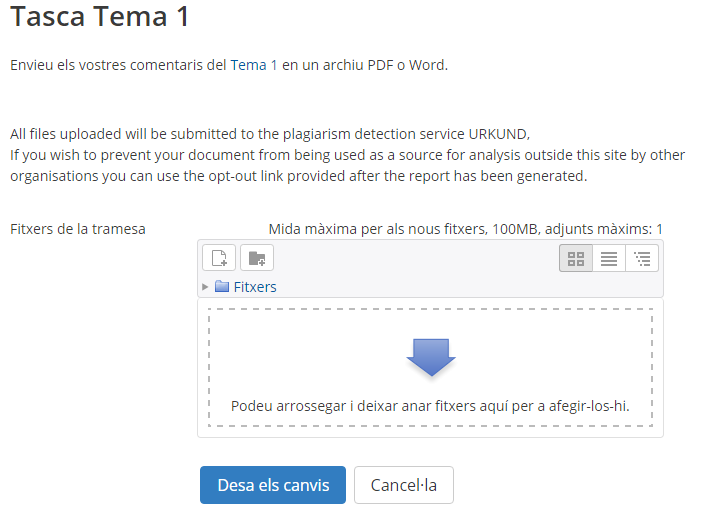 Tasca Tema 1
Envieu els vostres comentaris del Tema 1 en un archiu PDF o Word.
All files uploaded will be submitted to the plagiarism detection service URKUND,
If you wish to prevent your document from being used as a source for analysis outside this site by other
organisations you can use the opt-out link provided after the report has been generated.
Fitxers de la tramesa
Mida màxima per als nous fitxers, 100MB, adjunts màxims: 1
Fitxers
Podeu arrossegar i deixar anar fitxers aquí per a afegir-los-hi.
Desa els canvis
Cancel·la